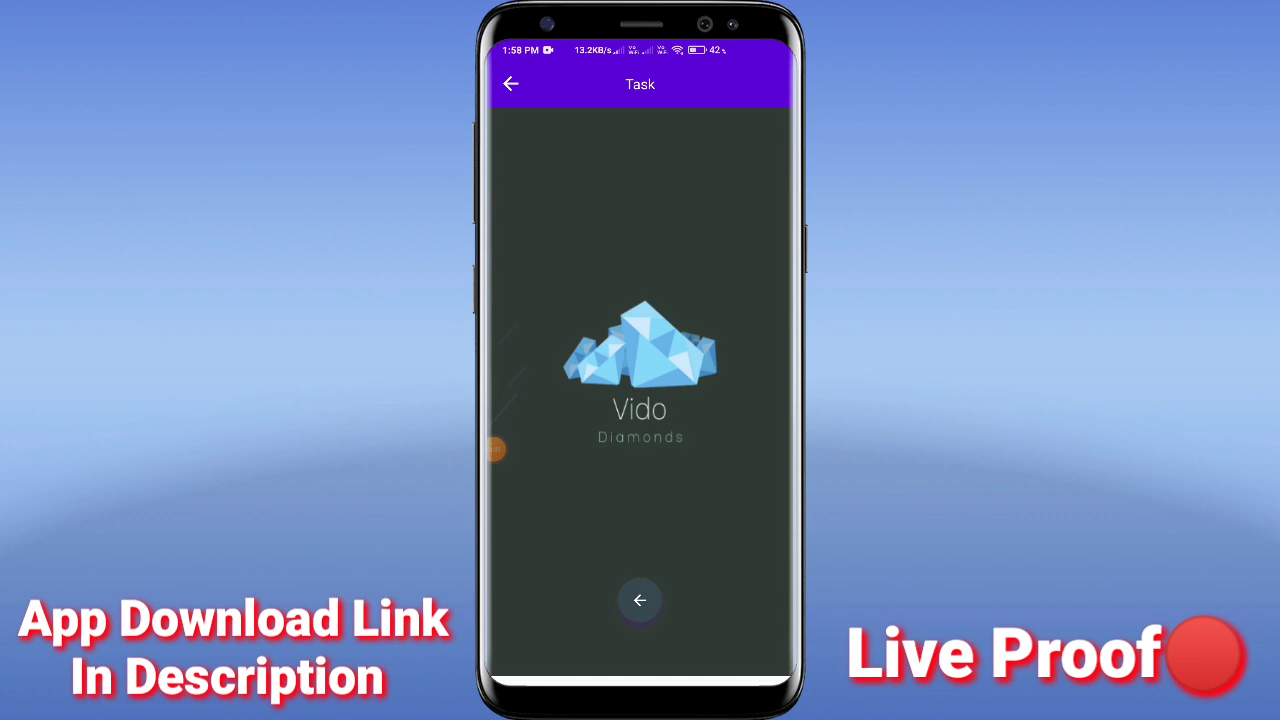 1:58 PM 13.2KB/s 42%
Task
Vido
Diamonds
App Download Link
In Description
Live Proof